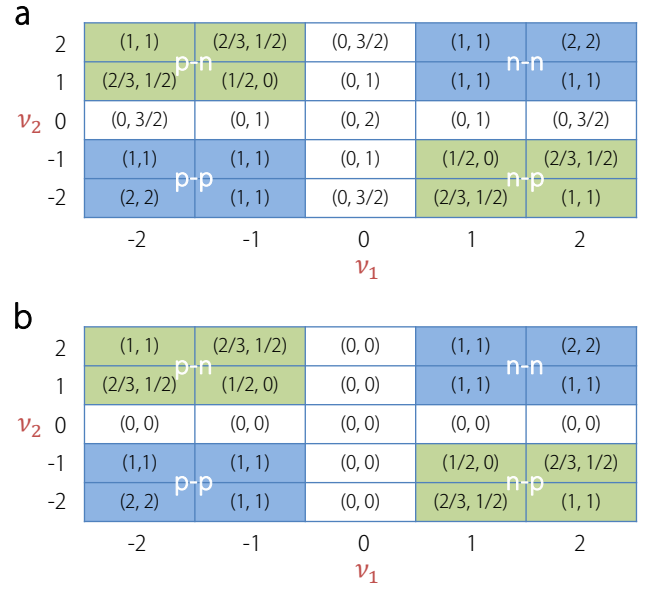 a
2 (1, 1) (2/3, 1/2) (0, 3/2) (1, 1) (2, 2)
p-n n-n
1 (2/3, 1/2) (1/2, 0) (0, 1) (1, 1) (1, 1)
ν2 0 (0, 3/2) (0, 1) (0, 2) (0, 1) (0, 3/2)
-1 (1,1) (1, 1) (0, 1) (1/2, 0) (2/3, 1/2)
p-p n-p
-2 (2, 2) (1, 1) (0, 3/2) (2/3, 1/2) (1, 1)
-2 -1 0 1 2
ν1
b
2 (1, 1) (2/3, 1/2) (0, 0) (1, 1) (2, 2)
p-n n-n
1 (2/3, 1/2) (1/2, 0) (0, 0) (1, 1) (1, 1)
ν2 0 (0, 0) (0, 0) (0, 0) (0, 0) (0, 0)
-1 (1,1) (1, 1) (0, 0) (1/2, 0) (2/3, 1/2)
p-p n-p
-2 (2, 2) (1, 1) (0, 0) (2/3, 1/2) (1, 1)
-2 -1 0 1 2
ν1